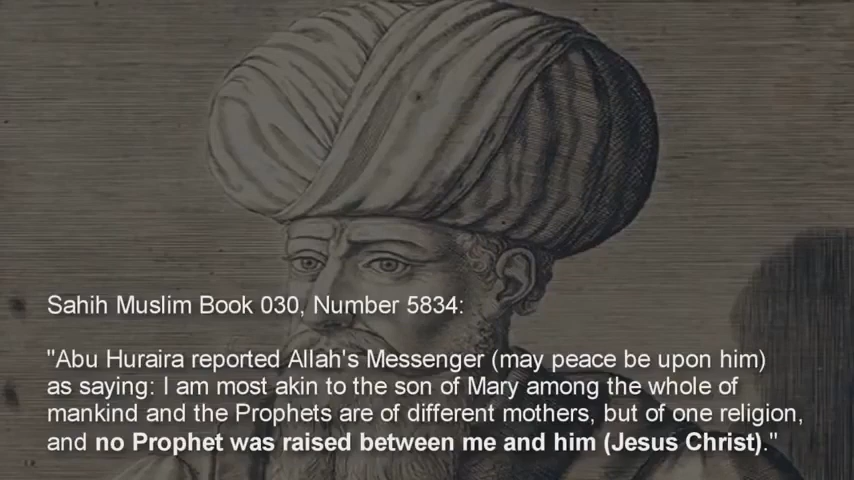 Sahih Muslim Book 030, Number 5834:
"Abu Huraira reported Allah's Messenger (may peace be upon him)
as saying: I am most akin to the son of Mary among the whole of
mankind and the Prophets are of different mothers, but of one religion,
and no Prophet was raised between me and him (Jesus Christ)."